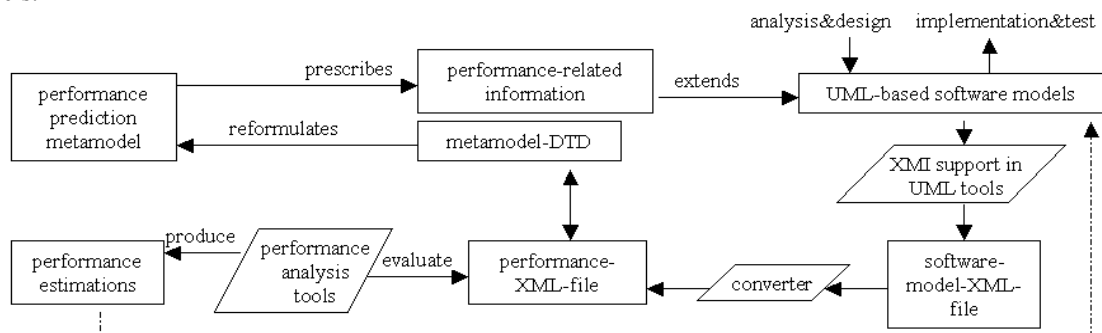 analysis&design
implementation&test
prescribes
performance-related
information
extends
UML-based software models
performance
prediction
metamodel
reformulates
metamodel-DTD
XMI support in
UML tools
produce
performance
estimations
performance
analysis
tools
evaluate
performance-
XML-file
converter
software-
model-XML-
file